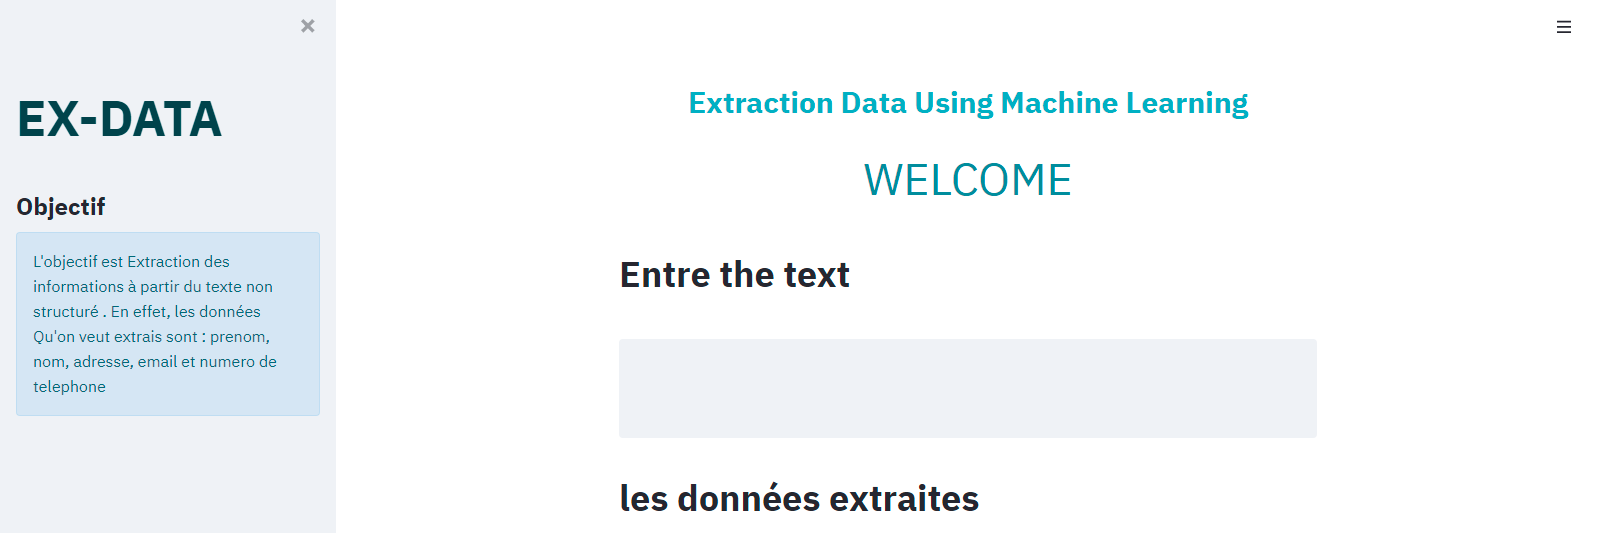 EX-DATA
Objectif
L'objectif est Extraction des
informations à partir du texte non
structuré . En effet, les données
Qu'on veut extrais sont : prenom,
nom, adresse, email et numero de
telephone
Extraction Data Using Machine Learning
WELCOME
Entre the text
les données extraites